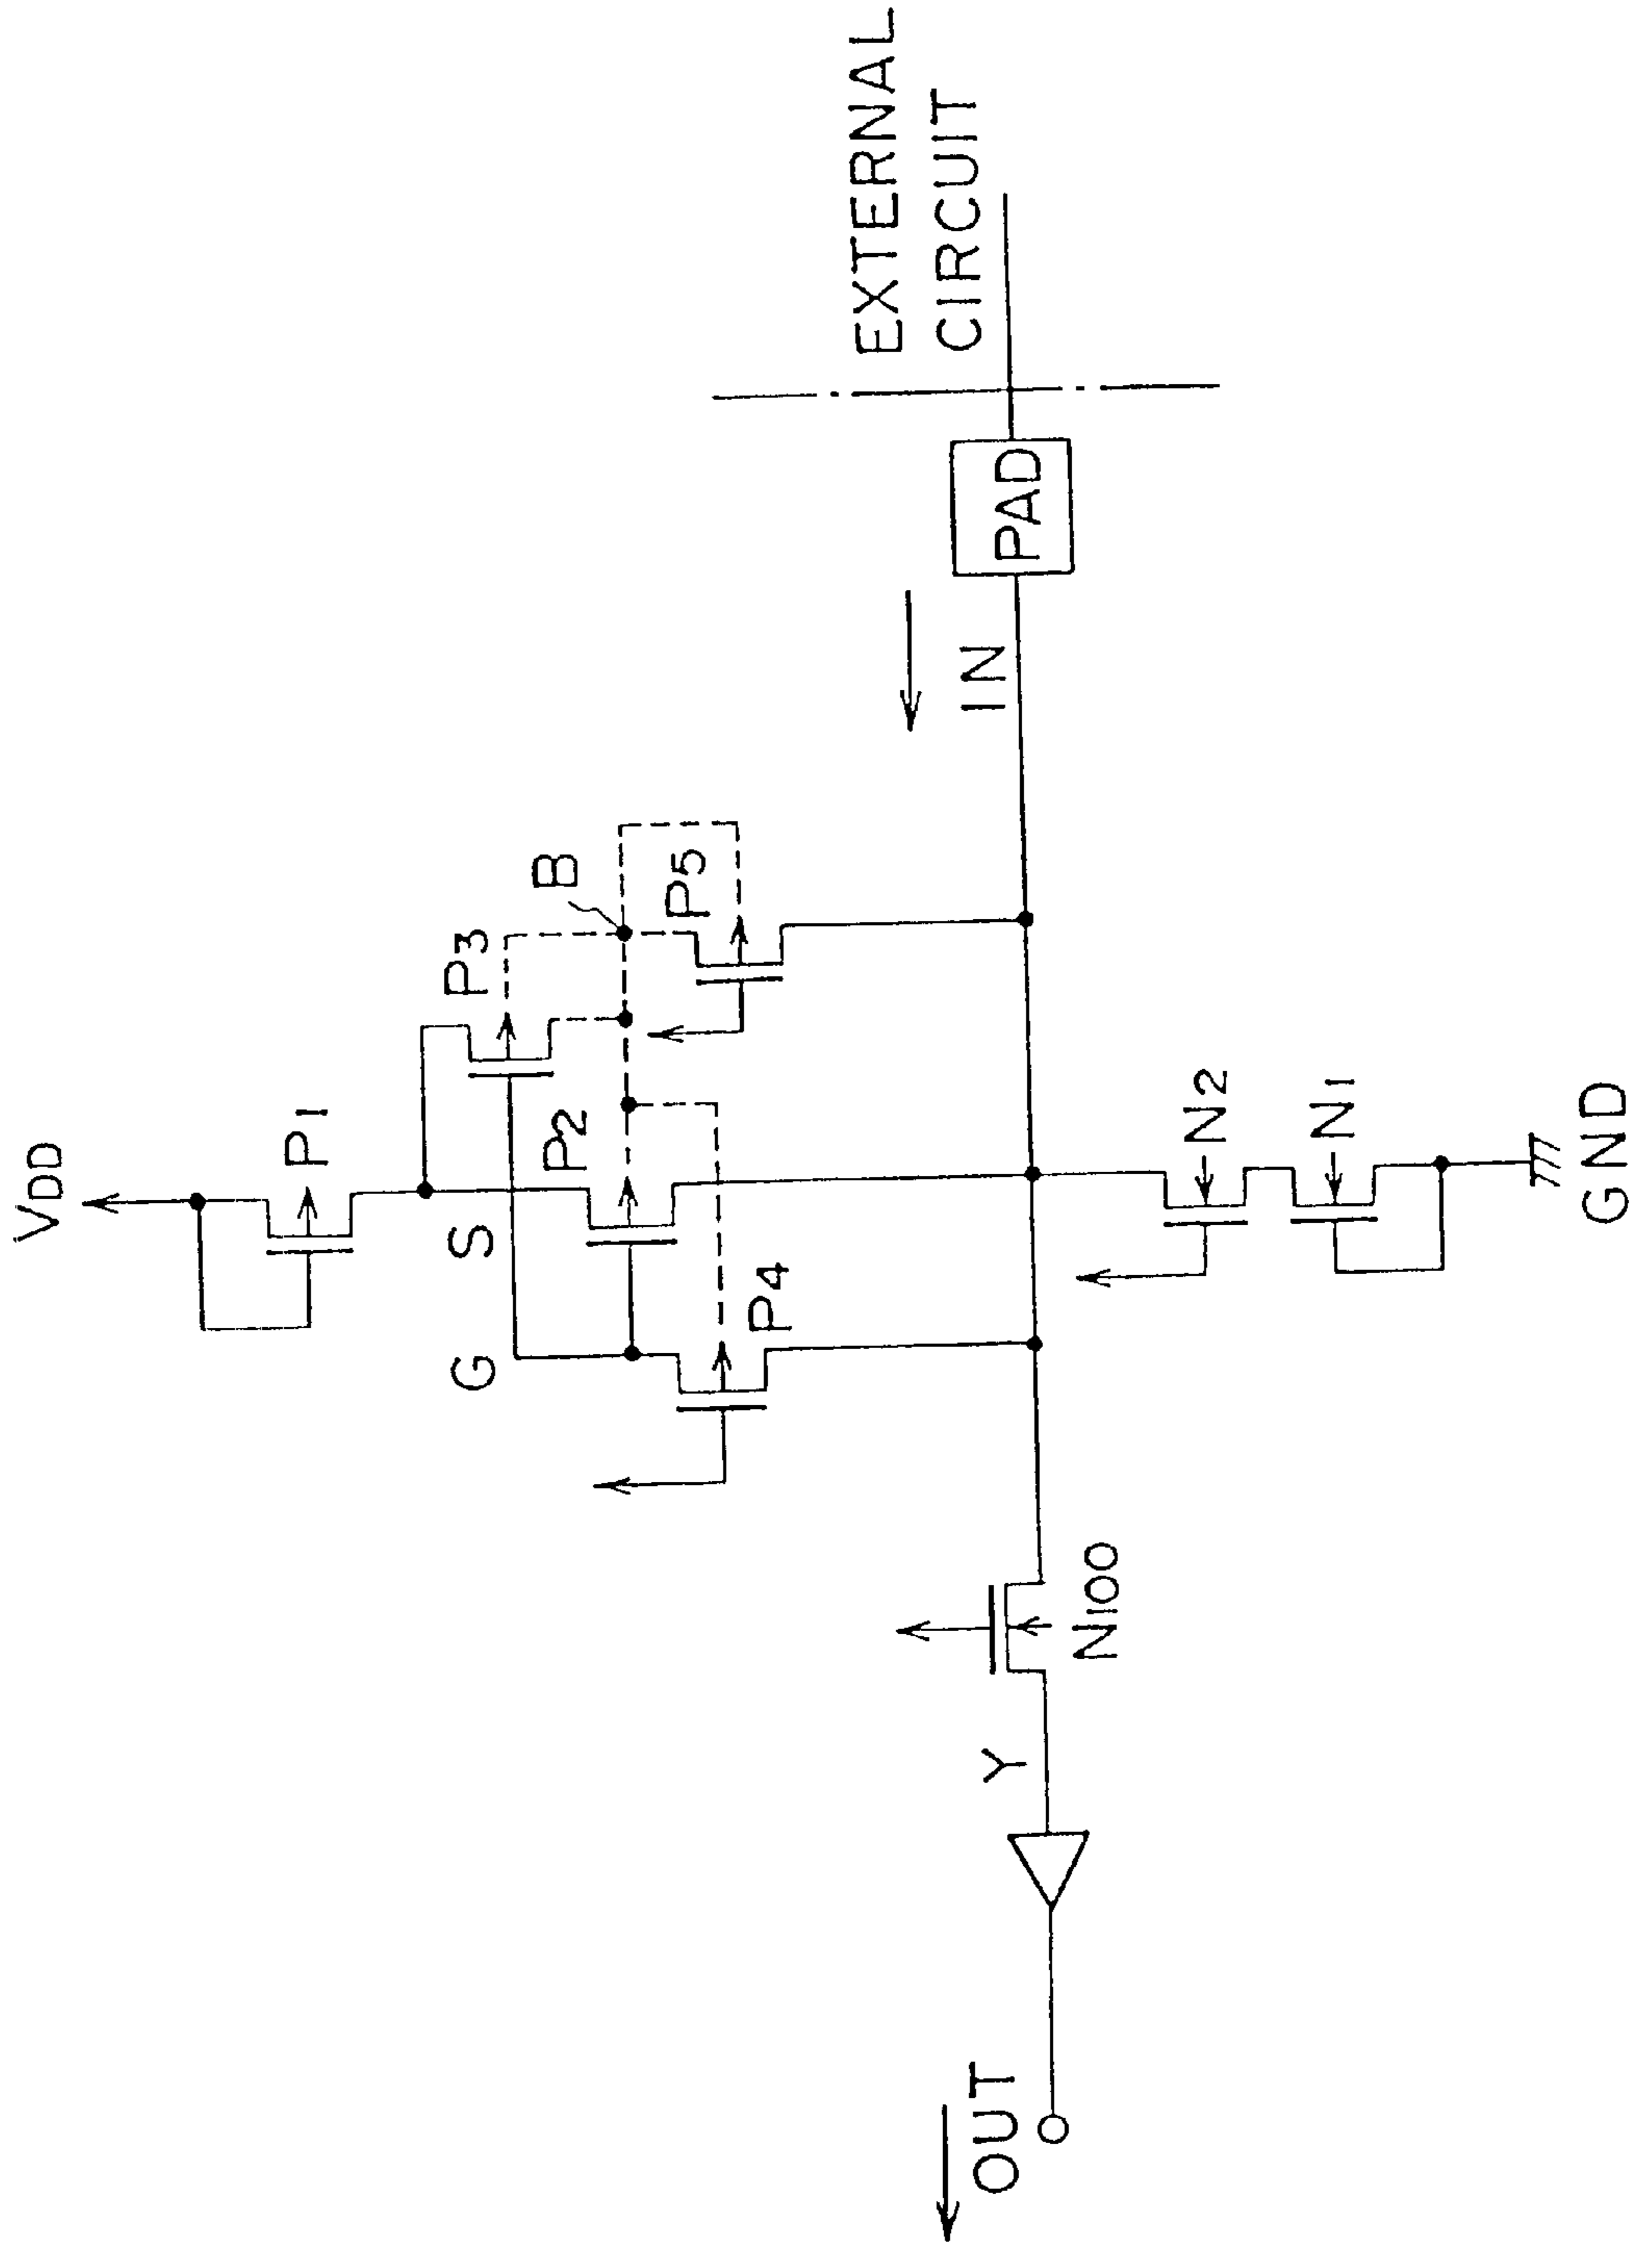 VDD
P1
P3
B
P5
S
P2
G
P4
EXTERNAL
CIRCUIT
PAD
IN
N2
N1
GND
N100
Y
OUT